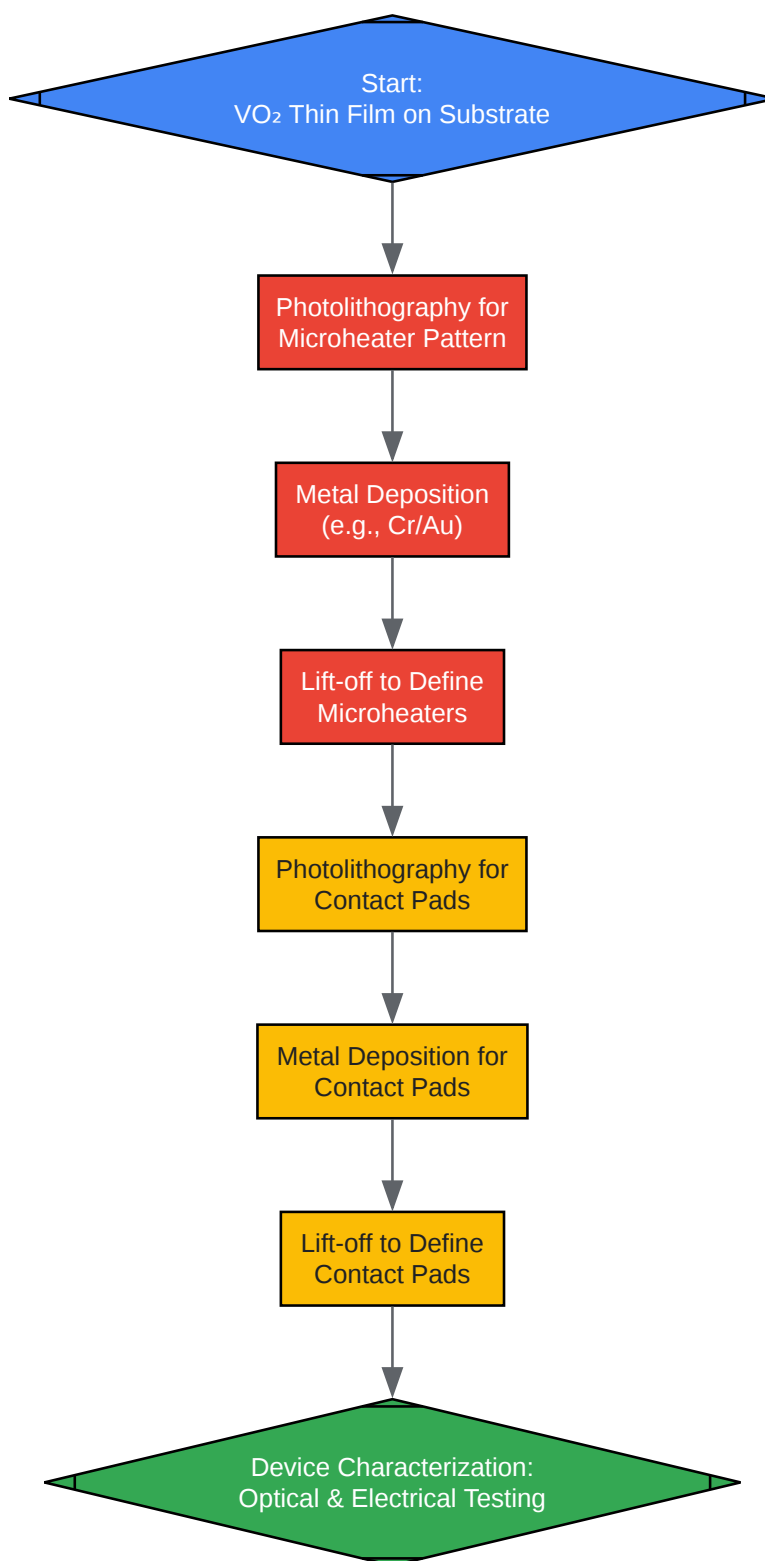 Start:
VO₂ Thin Film on Substrate
Photolithography for
Microheater Pattern
Metal Deposition
(e.g., Cr/Au)
Lift-off to Define
Microheaters
Photolithography for
Contact Pads
Metal Deposition for
Contact Pads
Lift-off to Define
Contact Pads
Device Characterization:
Optical & Electrical Testing